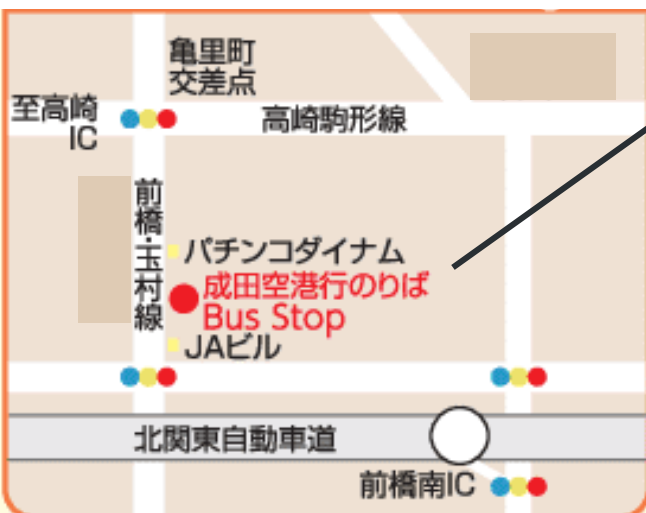 亀里町
交差点
至高崎
IC
高崎駒形線
前橋・玉村線
パチンコダイナム
成田空港行のりば
Bus Stop
JAビル
北関東自動車道
前橋南IC